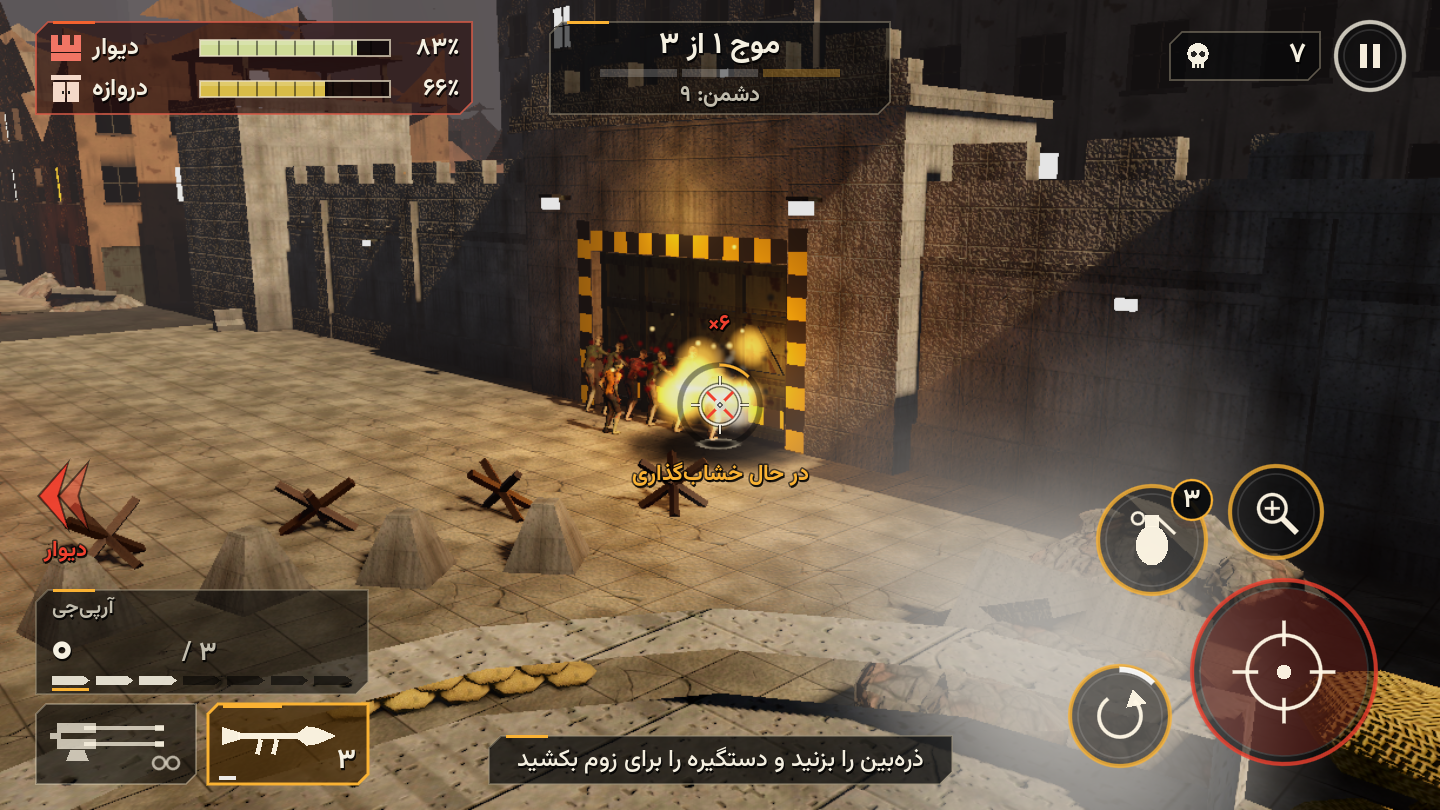 دیوار ۸۳٪
دروازه ۶۶٪
موج ۱ از ۳
دشمن: ۹
۷
×۶
در حال خشاب‌گذاری
دیوار
آرپی‌جی
۰ / ۳
۳
∞
۳
ذره‌بین را بزنید و دستگیره را برای زوم بکشید